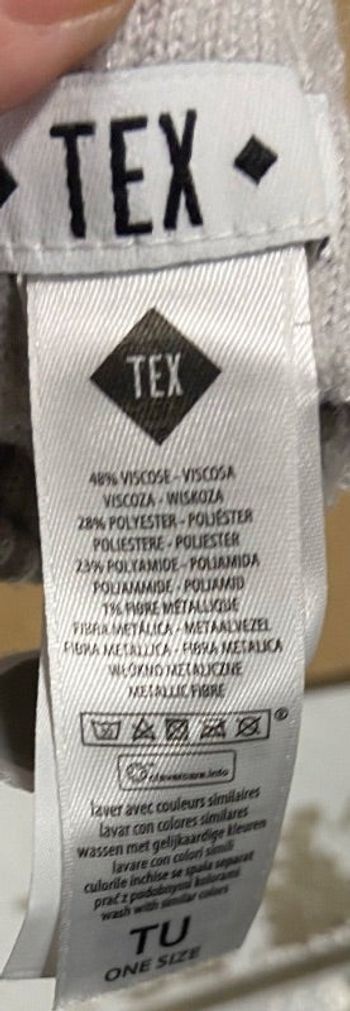 TEX
TEX
48% VISCOSE - VISCOSA
VISCOZA - WISKOZA
28% POLYESTER - POLIÉSTER
POLIESTERE - POLIESTER
23% POLYAMIDE - POLIAMIDA
POLIAMMIDE - POLIAMID
1% FIBRE MÉTALLIQUE
FIBRA METÁLICA - METAALVEZEL
FIBRA METALLICA - FIBRA METALICA
WŁÓKNO METALICZNE
METALLIC FIBRE
®
clevercare.info
laver avec couleurs similaires
lavar con colores similares
wassen met gelijkaardige kleuren
lavare con colori simili
culorile inchise se spala separat
prać z podobnymi kolorami
wash with similar colors
TU
ONE SIZE